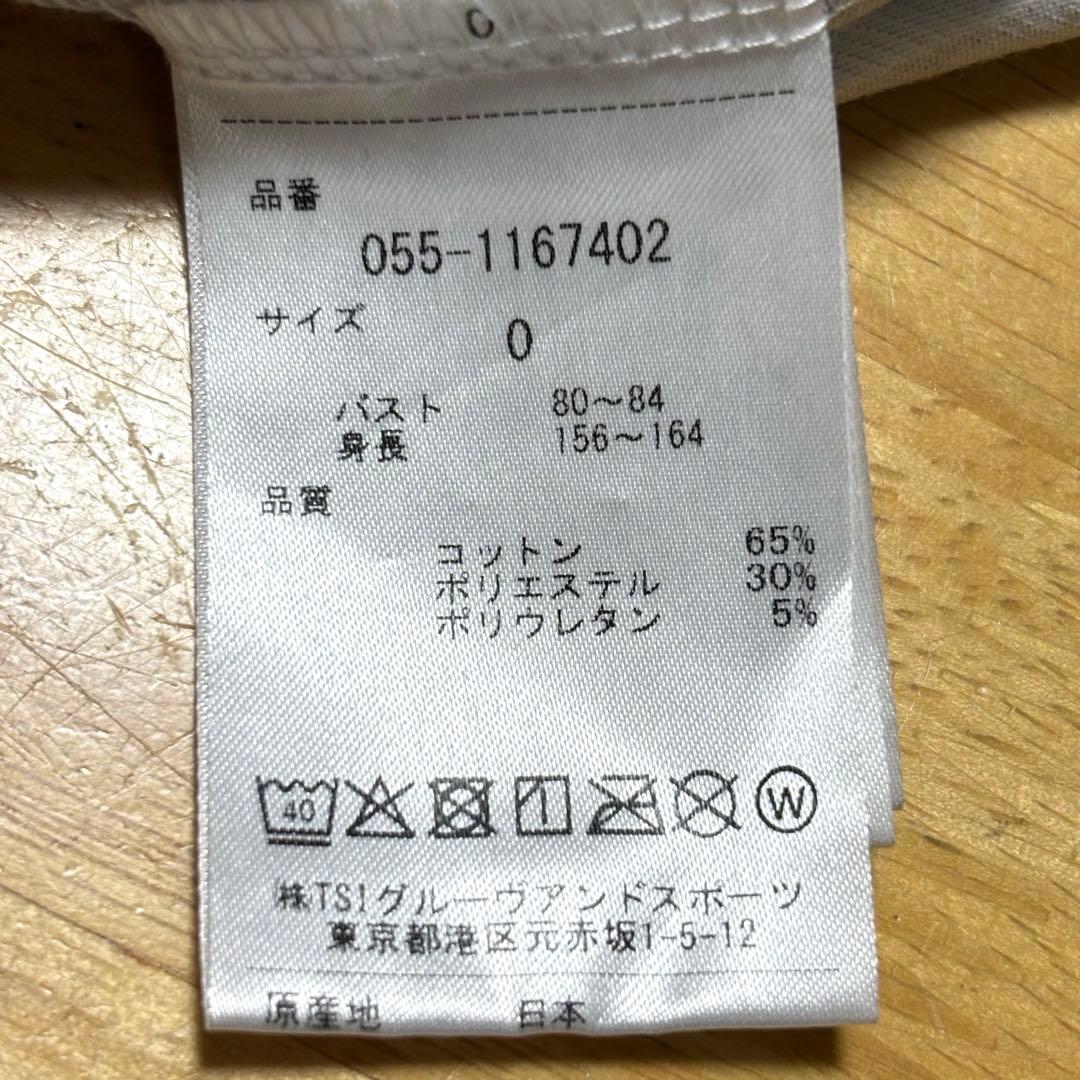 0
品番
055-1167402
サイズ
0
バスト 80～84
身長 156～164
品質
コットン 65%
ポリエステル 30%
ポリウレタン 5%
40 W
株TSIグルーヴアンドスポーツ
東京都港区元赤坂1-5-12
原産地 日本